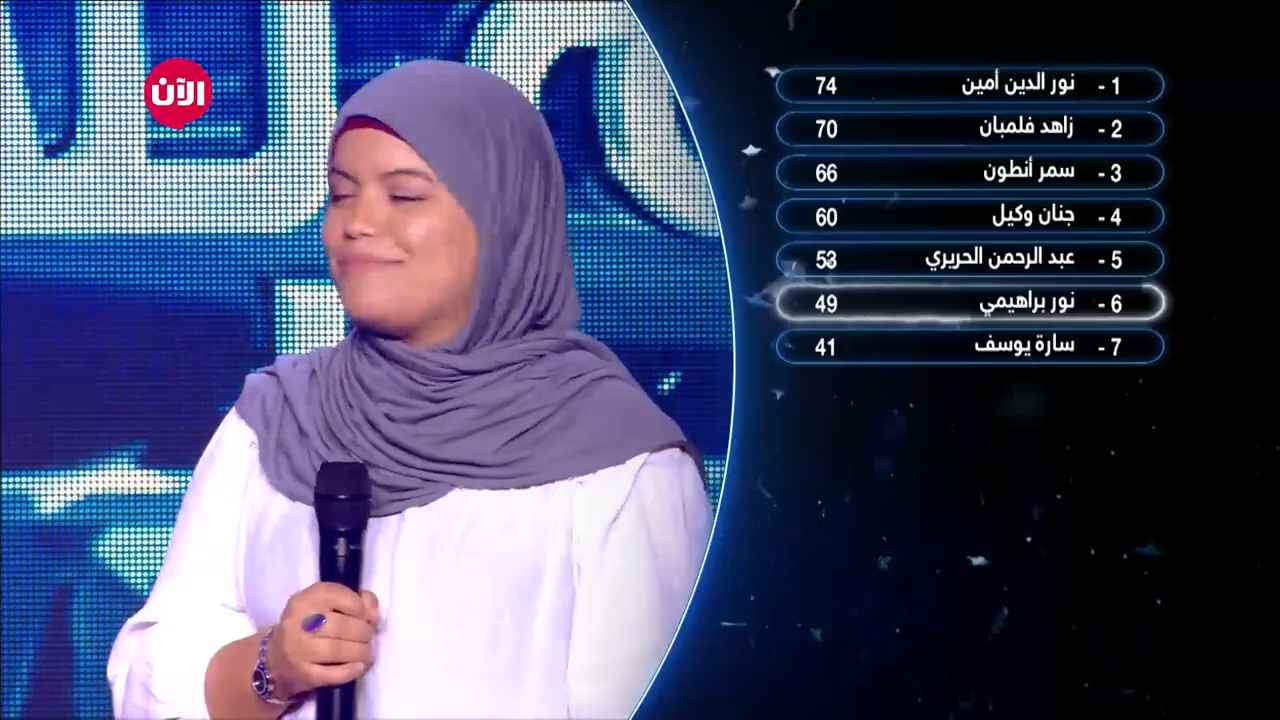 الآن
1 - نور الدين أمين 74
2 - زاهد فلمبان 70
3 - سمر أنطون 66
4 - جنان وكيل 60
5 - عبد الرحمن الحريري 53
6 - نور براهيمي 49
7 - سارة يوسف 41